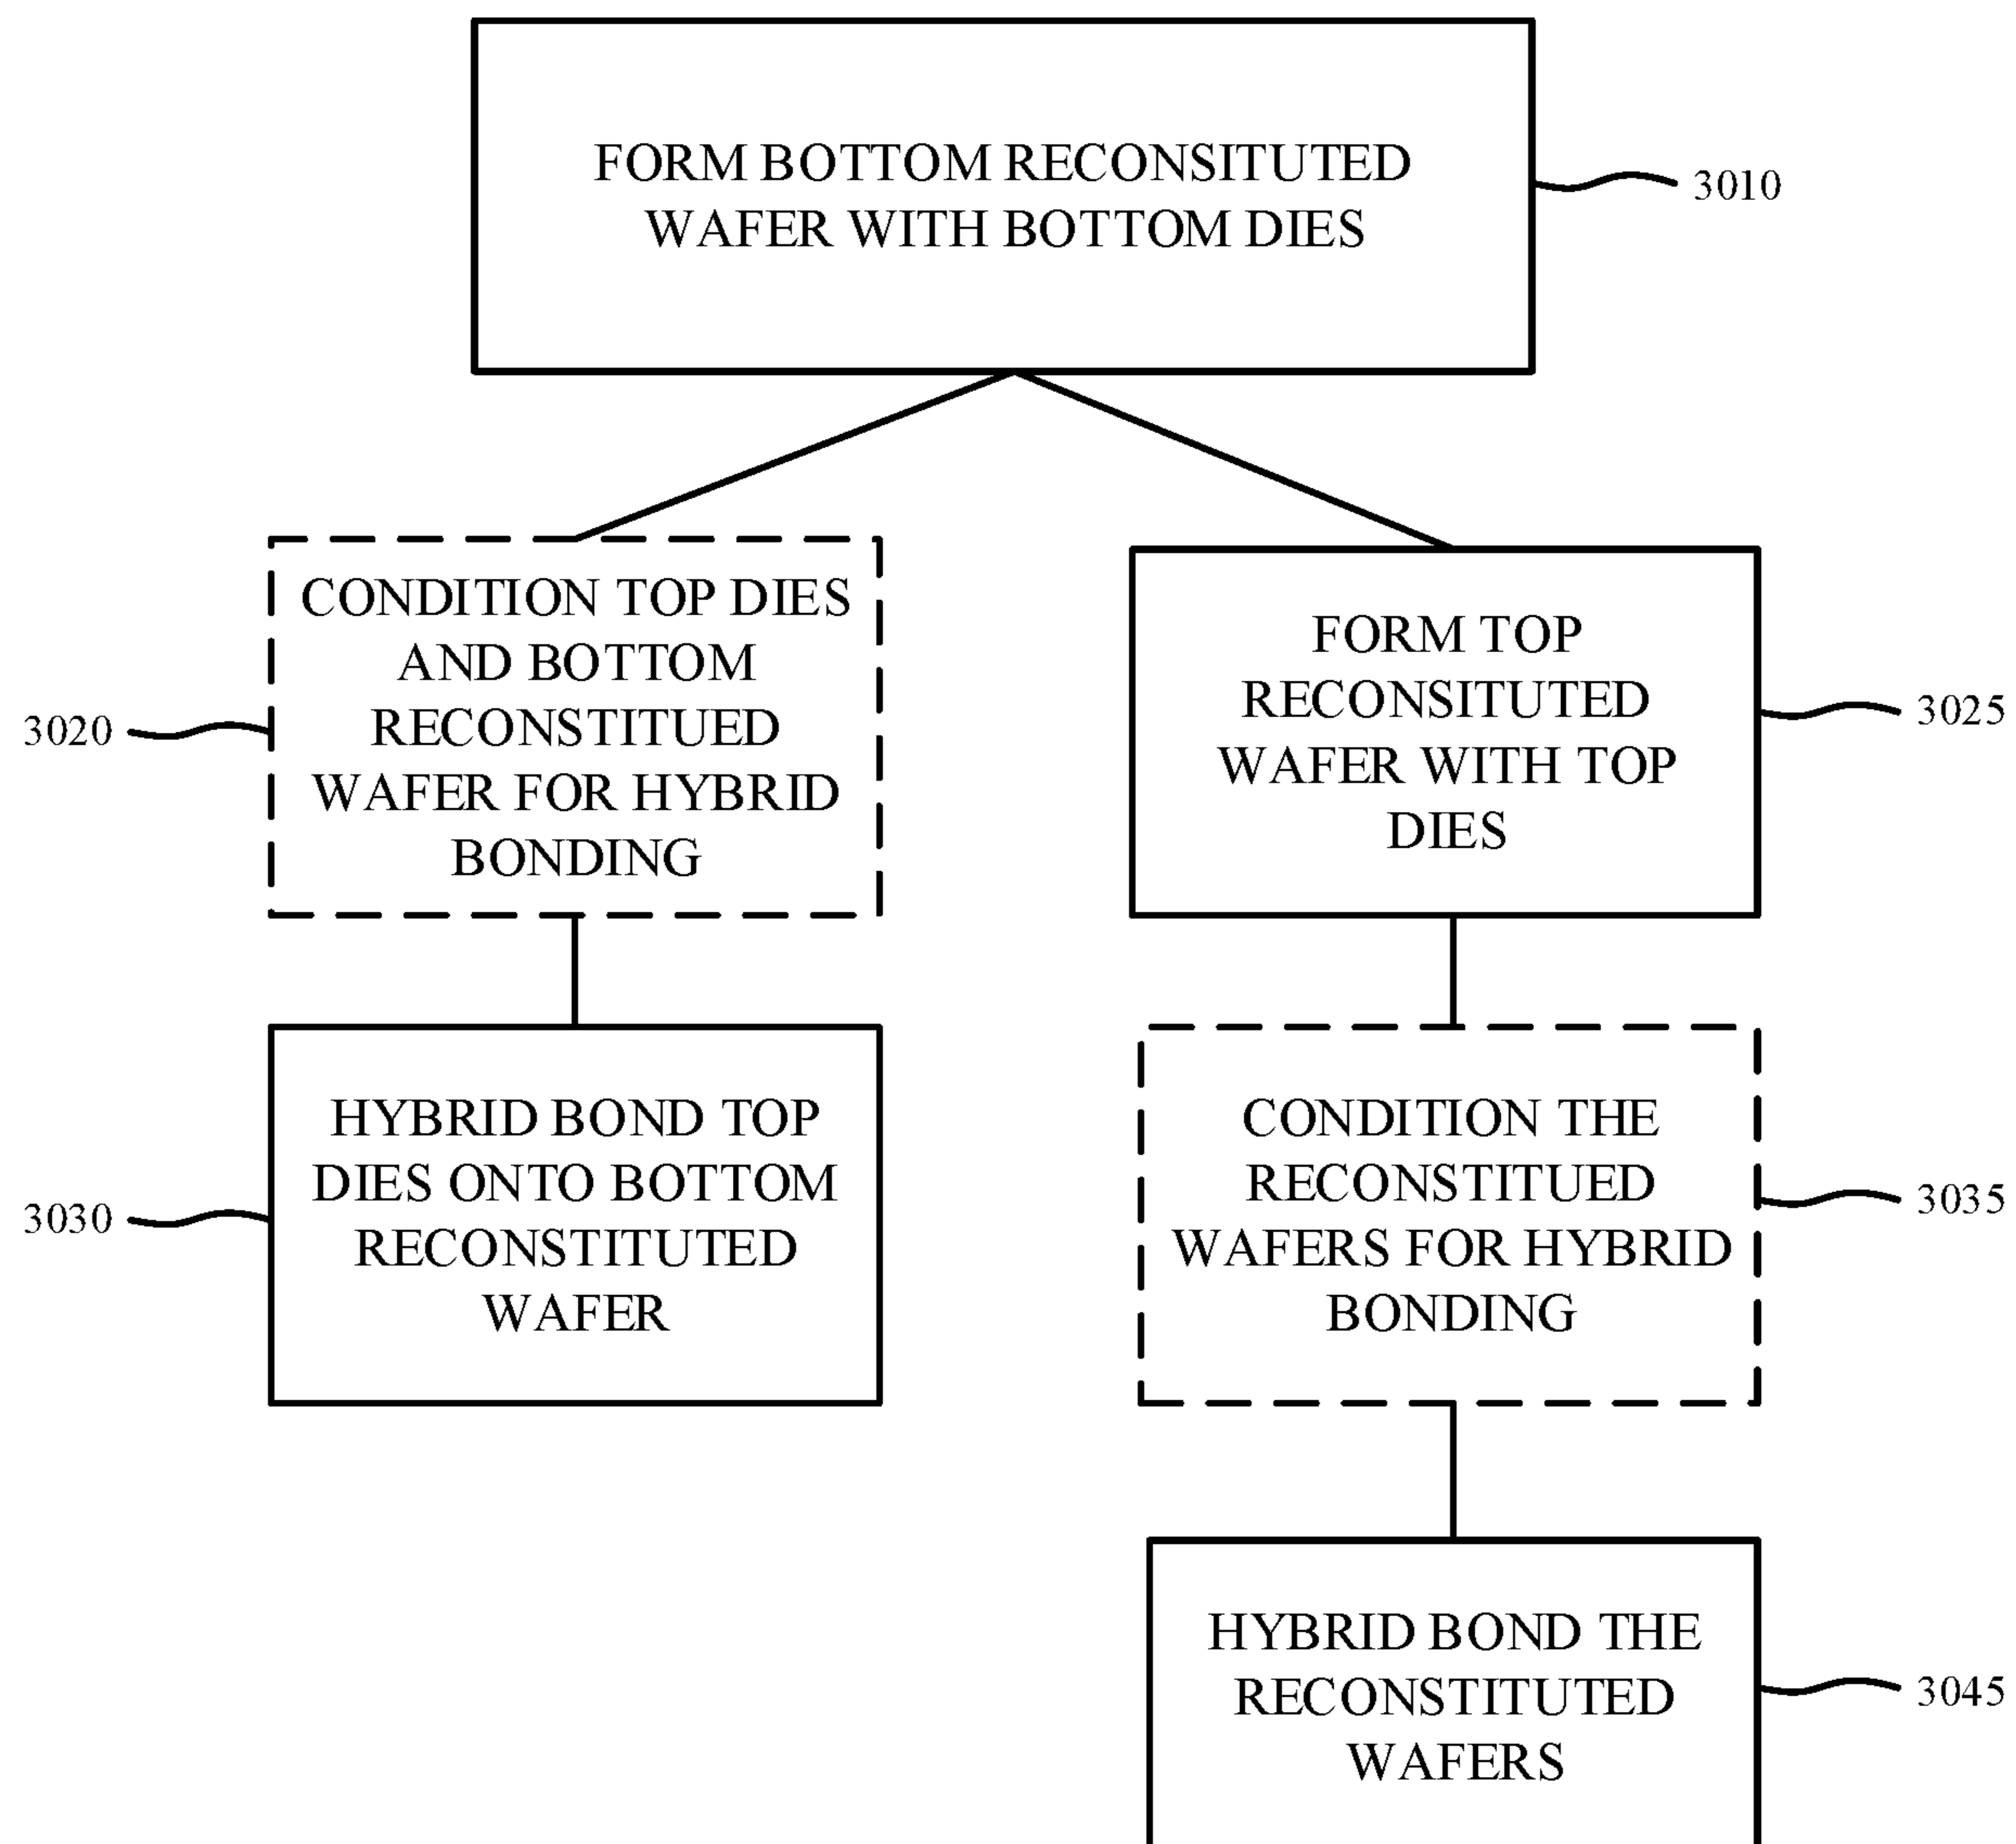 FORM BOTTOM RECONSITUTED
WAFER WITH BOTTOM DIES
3010
CONDITION TOP DIES
AND BOTTOM
RECONSTITUED
WAFER FOR HYBRID
BONDING
3020
FORM TOP
RECONSITUTED
WAFER WITH TOP
DIES
3025
HYBRID BOND TOP
DIES ONTO BOTTOM
RECONSTITUTED
WAFER
3030
CONDITION THE
RECONSTITUED
WAFERS FOR HYBRID
BONDING
3035
HYBRID BOND THE
RECONSTITUTED
WAFERS
3045